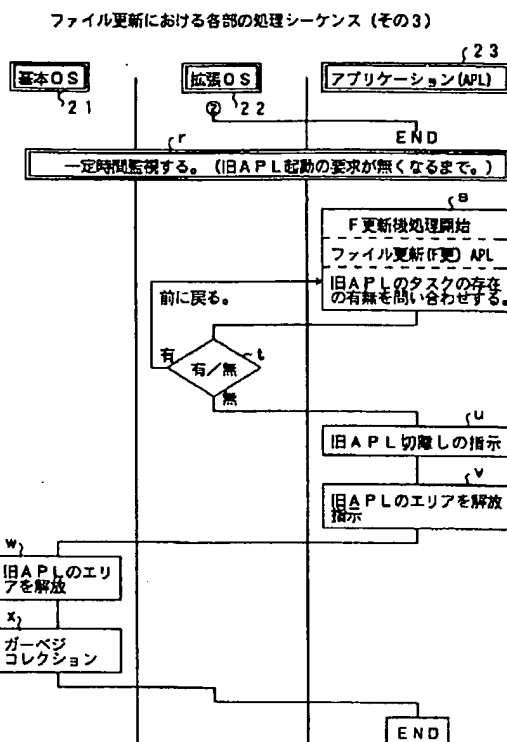 ファイル更新における各部の処理シーケンス (その3)
23
基本OS
拡張OS
アプリケーション(APL)
21
② 22
END
r
一定時間監視する。(旧APL起動の要求が無くなるまで。)
s
F更新後処理開始
ファイル更新(F更) APL
旧APLのタスクの存在
の有無を問い合わせする。
前に戻る。
有
有/無
t
無
u
旧APL切離しの指示
v
旧APLのエリアを解放
指示
w
旧APLのエリ
アを解放
x
ガーベジ
コレクション
END